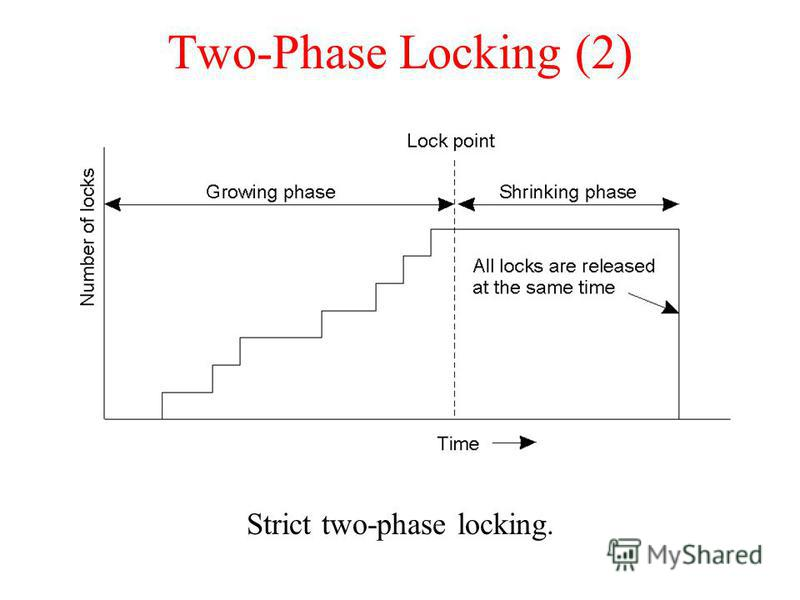 Two-Phase Locking (2)
Lock point
Growing phase
Shrinking phase
Number of locks
All locks are released
at the same time
Time
Strict two-phase locking.
MyShared